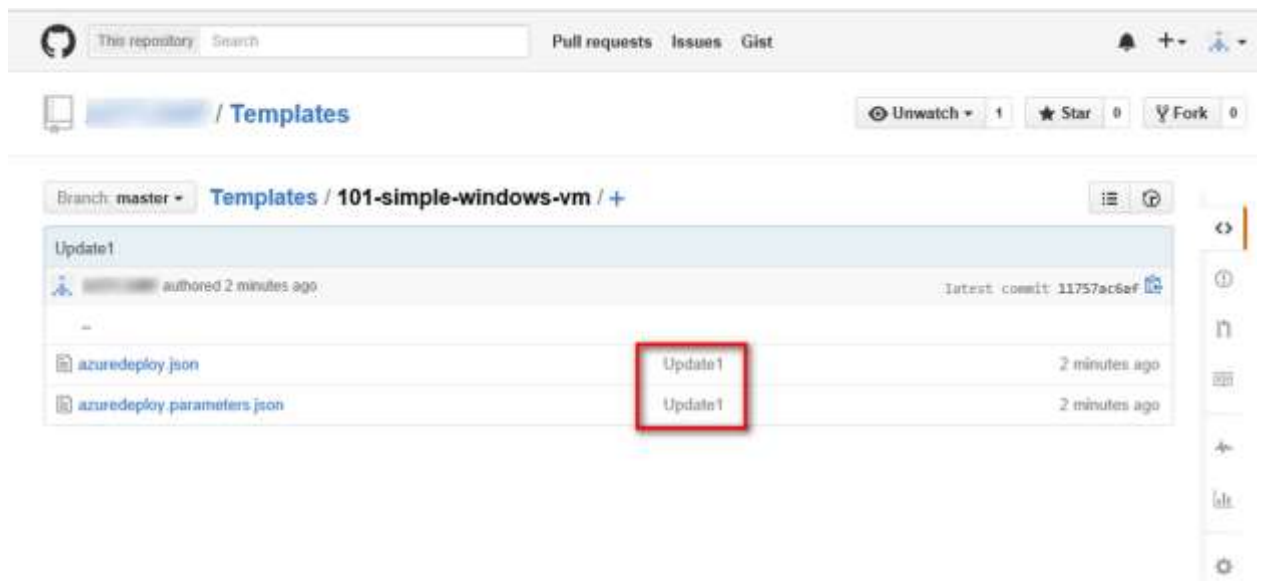 This repository Search Pull requests Issues Gist
/ Templates Unwatch 1 Star 0 Fork 0
Branch: master Templates / 101-simple-windows-vm / +
Update1
authored 2 minutes ago latest commit 11757ac6af
..
azuredeploy.json Update1 2 minutes ago
azuredeploy.parameters.json Update1 2 minutes ago